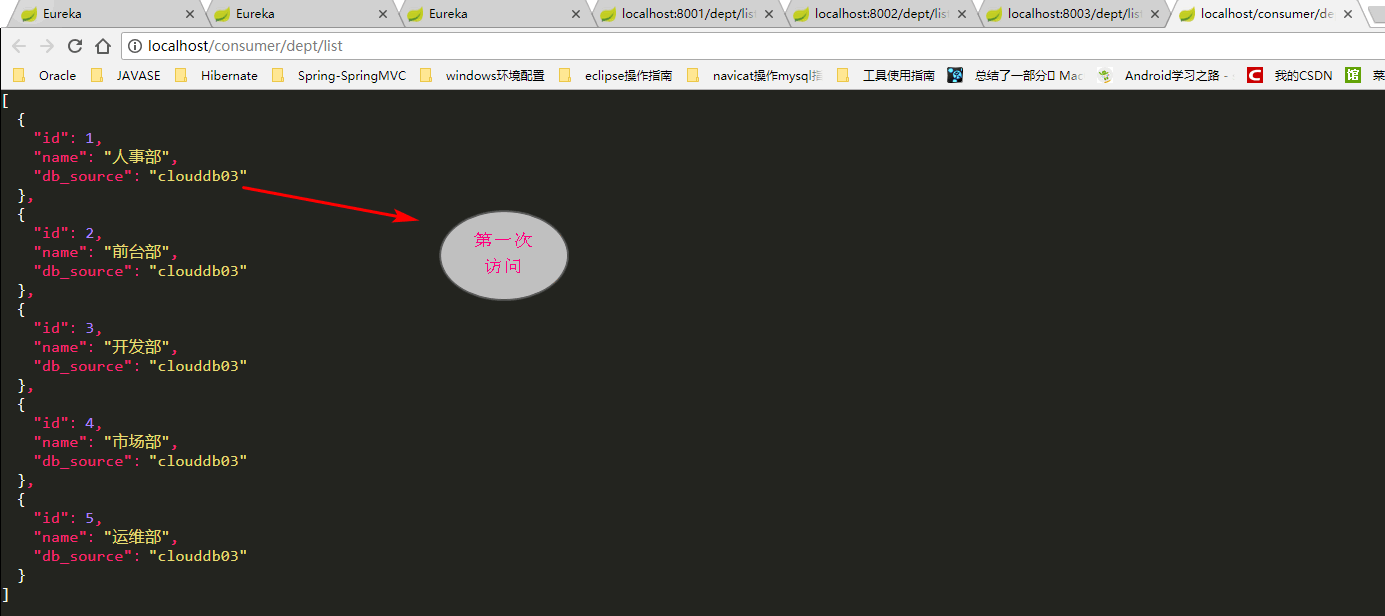 Eureka
Eureka
Eureka
localhost:8001/dept/list
localhost:8002/dept/list
localhost:8003/dept/list
localhost/consumer/de
localhost/consumer/dept/list
Oracle
JAVASE
Hibernate
Spring-SpringMVC
windows环境配置
eclipse操作指南
navicat操作mysql指
工具使用指南
总结了一部分 Mac
Android学习之路 -
我的CSDN
菜
[
{
"id": 1,
"name": "人事部",
"db_source": "clouddb03"
},
{
"id": 2,
"name": "前台部",
"db_source": "clouddb03"
},
{
"id": 3,
"name": "开发部",
"db_source": "clouddb03"
},
{
"id": 4,
"name": "市场部",
"db_source": "clouddb03"
},
{
"id": 5,
"name": "运维部",
"db_source": "clouddb03"
}
]
第一次
访问